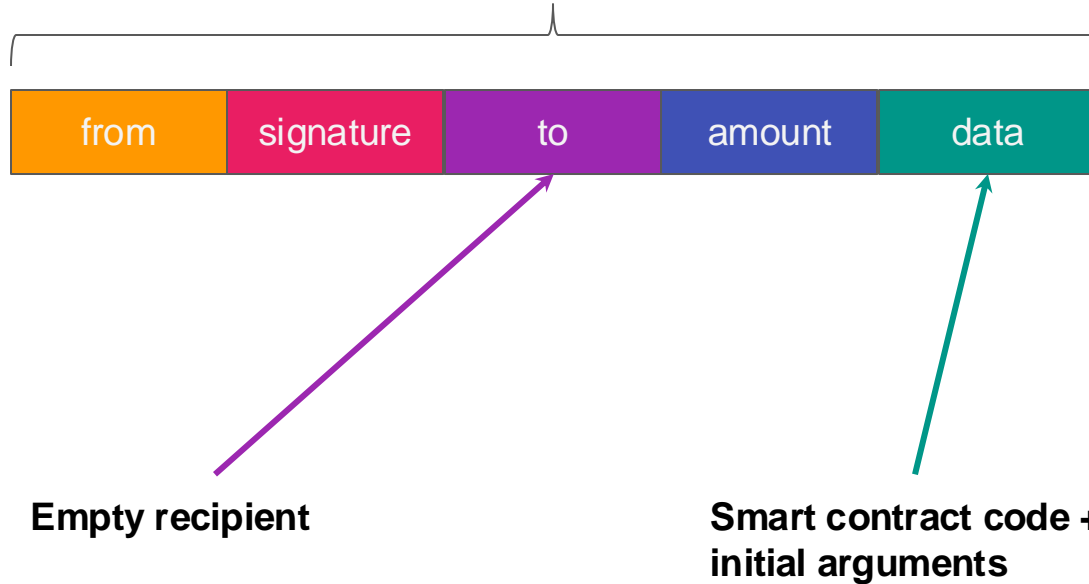 from signature to amount data
Empty recipient
Smart contract code +
initial arguments